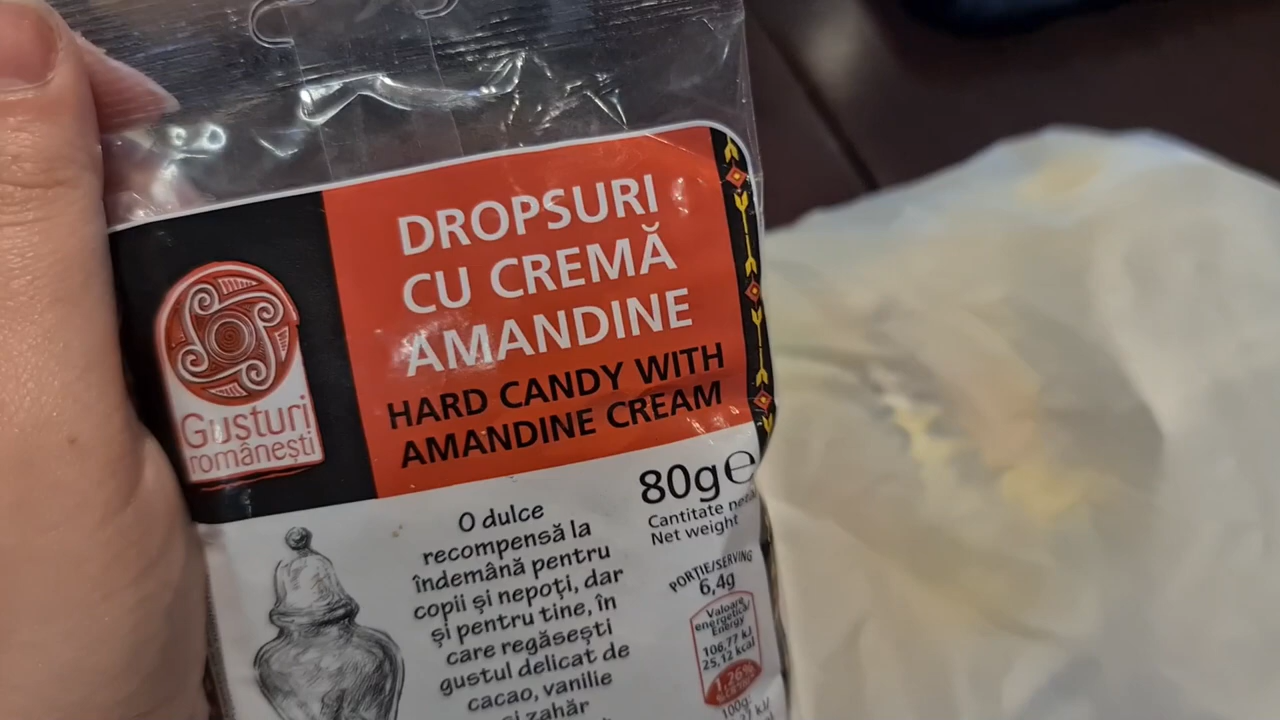 DROPSURI
CU CREMĂ
AMANDINE
HARD CANDY WITH
AMANDINE CREAM
Gusturi
românești
80g℮
Cantitate
Net weight
O dulce
recompensă la
îndemână pentru
copii și nepoți, dar
și pentru tine, în
care regăsești
gustul delicat de
cacao, vanilie
și zahăr
PORȚIE/SERVING
6,4g
Valoare
energetică/
Energy
106,77 kJ
25,12 kcal
1,26%
100g: